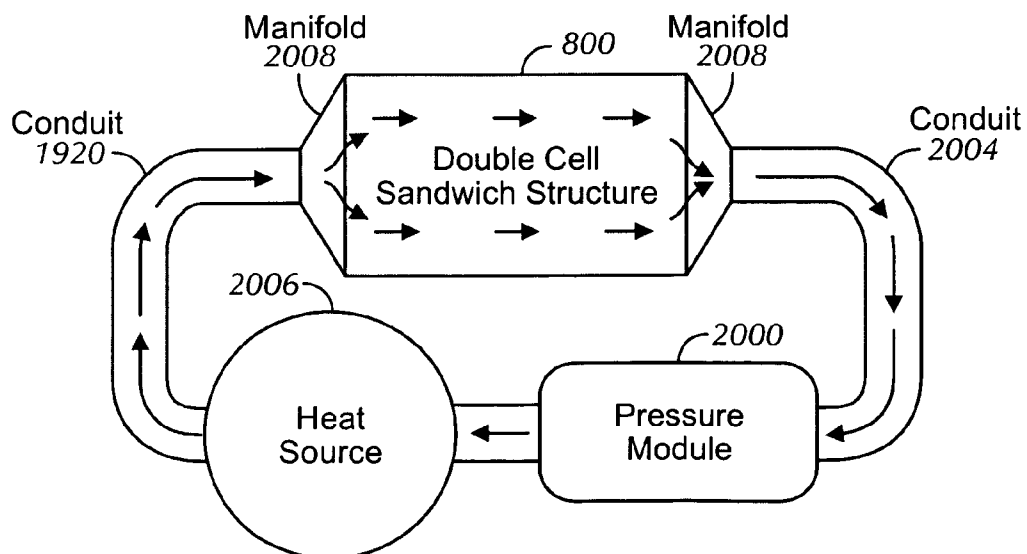 Manifold
2008
800
Manifold
2008
Conduit
1920
Conduit
2004
Double Cell
Sandwich Structure
2006
2000
Heat
Source
Pressure
Module